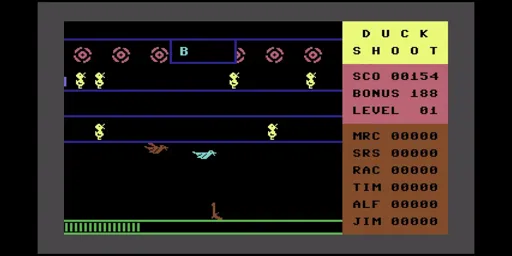 DUCK
SHOOT
B
SCO 00154
BONUS 188
LEVEL 01
MRC 00000
SRS 00000
RAC 00000
TIM 00000
ALF 00000
JIM 00000